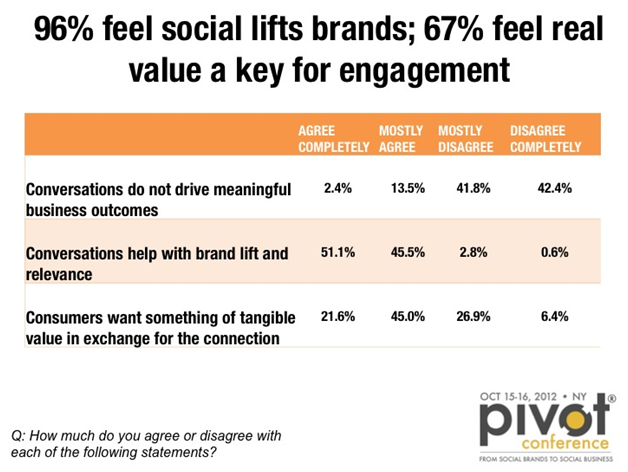 96% feel social lifts brands; 67% feel real
value a key for engagement
AGREE MOSTLY MOSTLY DISAGREE
COMPLETELY AGREE DISAGREE COMPLETELY
Conversations do not drive meaningful 2.4% 13.5% 41.8% 42.4%
business outcomes
Conversations help with brand lift and 51.1% 45.5% 2.8% 0.6%
relevance
Consumers want something of tangible 21.6% 45.0% 26.9% 6.4%
value in exchange for the connection
OCT 15-16, 2012 • NY
pivot®
conference
FROM SOCIAL BRANDS TO SOCIAL BUSINESS
Q: How much do you agree or disagree with
each of the following statements?